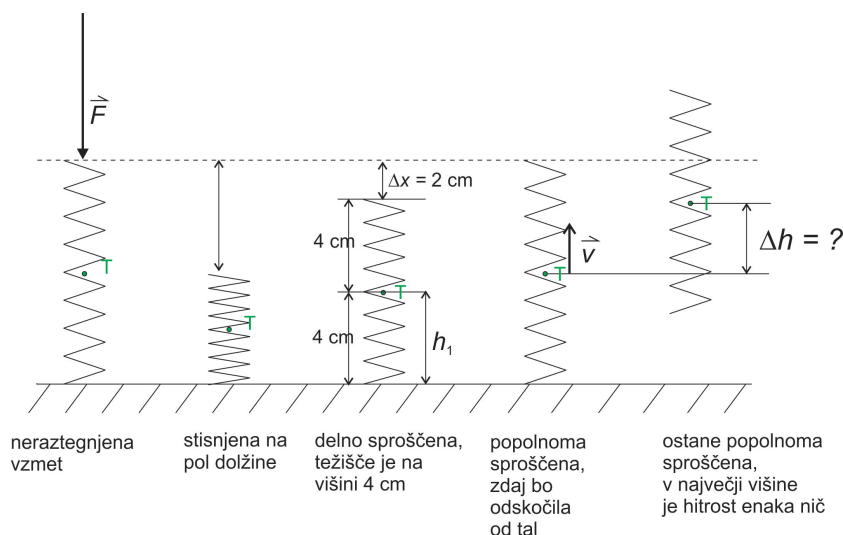 F
T
T
Δx = 2 cm
4 cm
T
4 cm
h₁
v
T
T
Δh = ?
neraztegnjena
vzmet
stisnjena na
pol dolžine
delno sproščena,
težišče je na
višini 4 cm
popolnoma
sproščena,
zdaj bo
odskočila
od tal
ostane popolnoma
sproščena,
v največji višine
je hitrost enaka nič